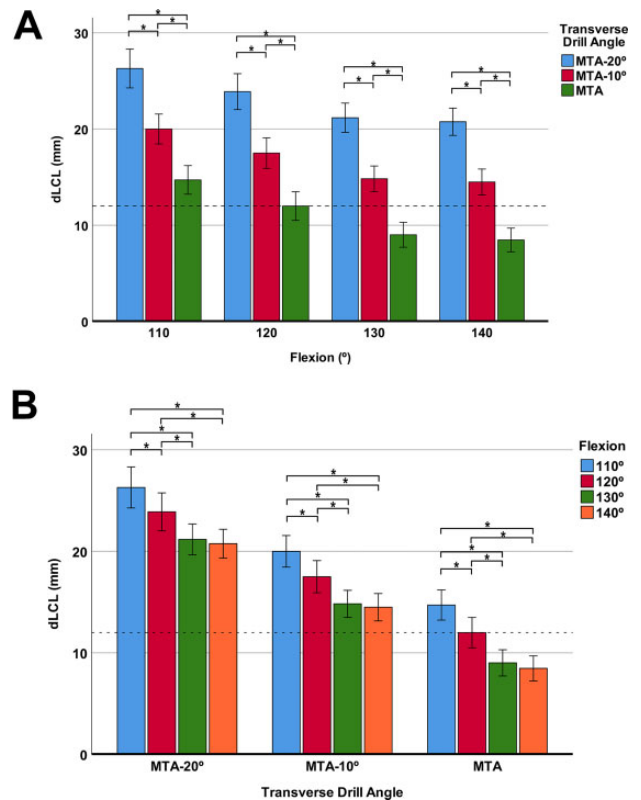 A
Transverse
Drill Angle
MTA-20º
MTA-10º
MTA
* * * *
* * * * * * * *
30
20
10
0
dLCL (mm)
110 120 130 140
Flexion (º)
B
Flexion
110º
120º
130º
140º
*
*
*
* *
*
*
*
* *
*
*
*
* *
30
20
10
0
dLCL (mm)
MTA-20º MTA-10º MTA
Transverse Drill Angle